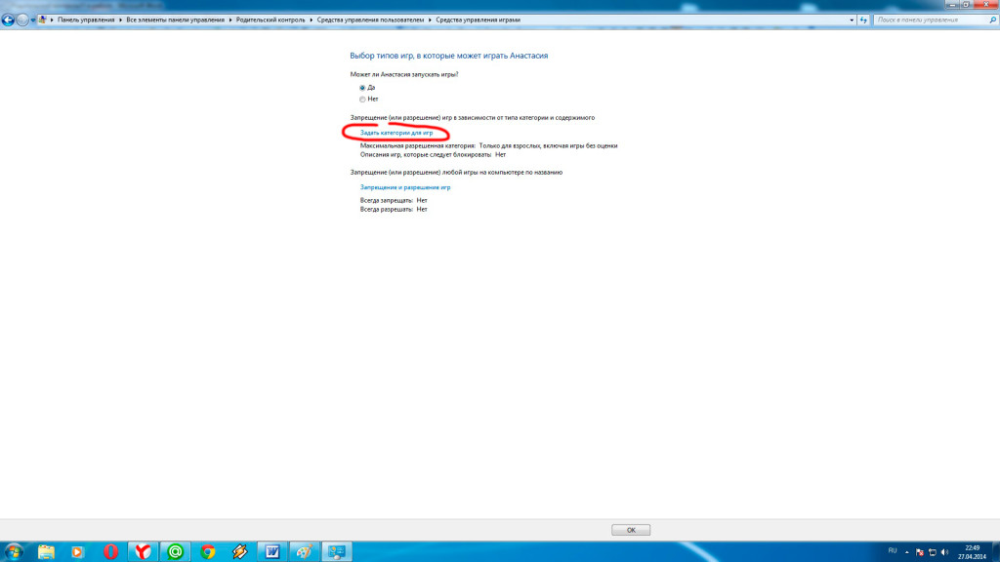 Панель управления ▸ Все элементы панели управления ▸ Родительский контроль ▸ Средства управления пользователем ▸ Средства управления играми
Поиск в панели управления
Выбор типов игр, в которые может играть Анастасия
Может ли Анастасия запускать игры?
Да
Нет
Запрещение (или разрешение) игр в зависимости от типа категории и содержимого
Задать категории для игр
Максимальная разрешенная категория: Только для взрослых, включая игры без оценки
Описания игр, которые следует блокировать: Нет
Запрещение (или разрешение) любой игры на компьютере по названию
Запрещение и разрешение игр
Всегда запрещать: Нет
Всегда разрешать: Нет
OK
RU
22:49
27.04.2014